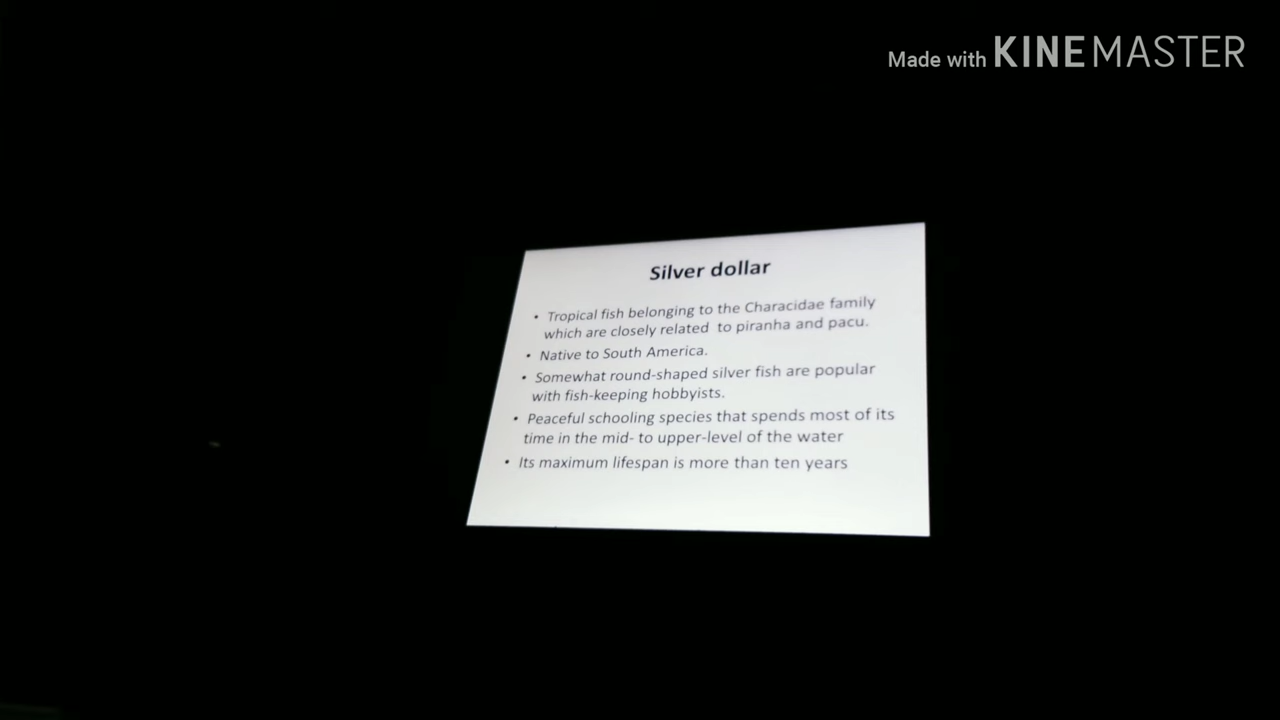 Made with KINEMASTER
Silver dollar
• Tropical fish belonging to the Characidae family
which are closely related to piranha and pacu.
• Native to South America.
• Somewhat round-shaped silver fish are popular
with fish-keeping hobbyists.
• Peaceful schooling species that spends most of its
time in the mid- to upper-level of the water
• Its maximum lifespan is more than ten years